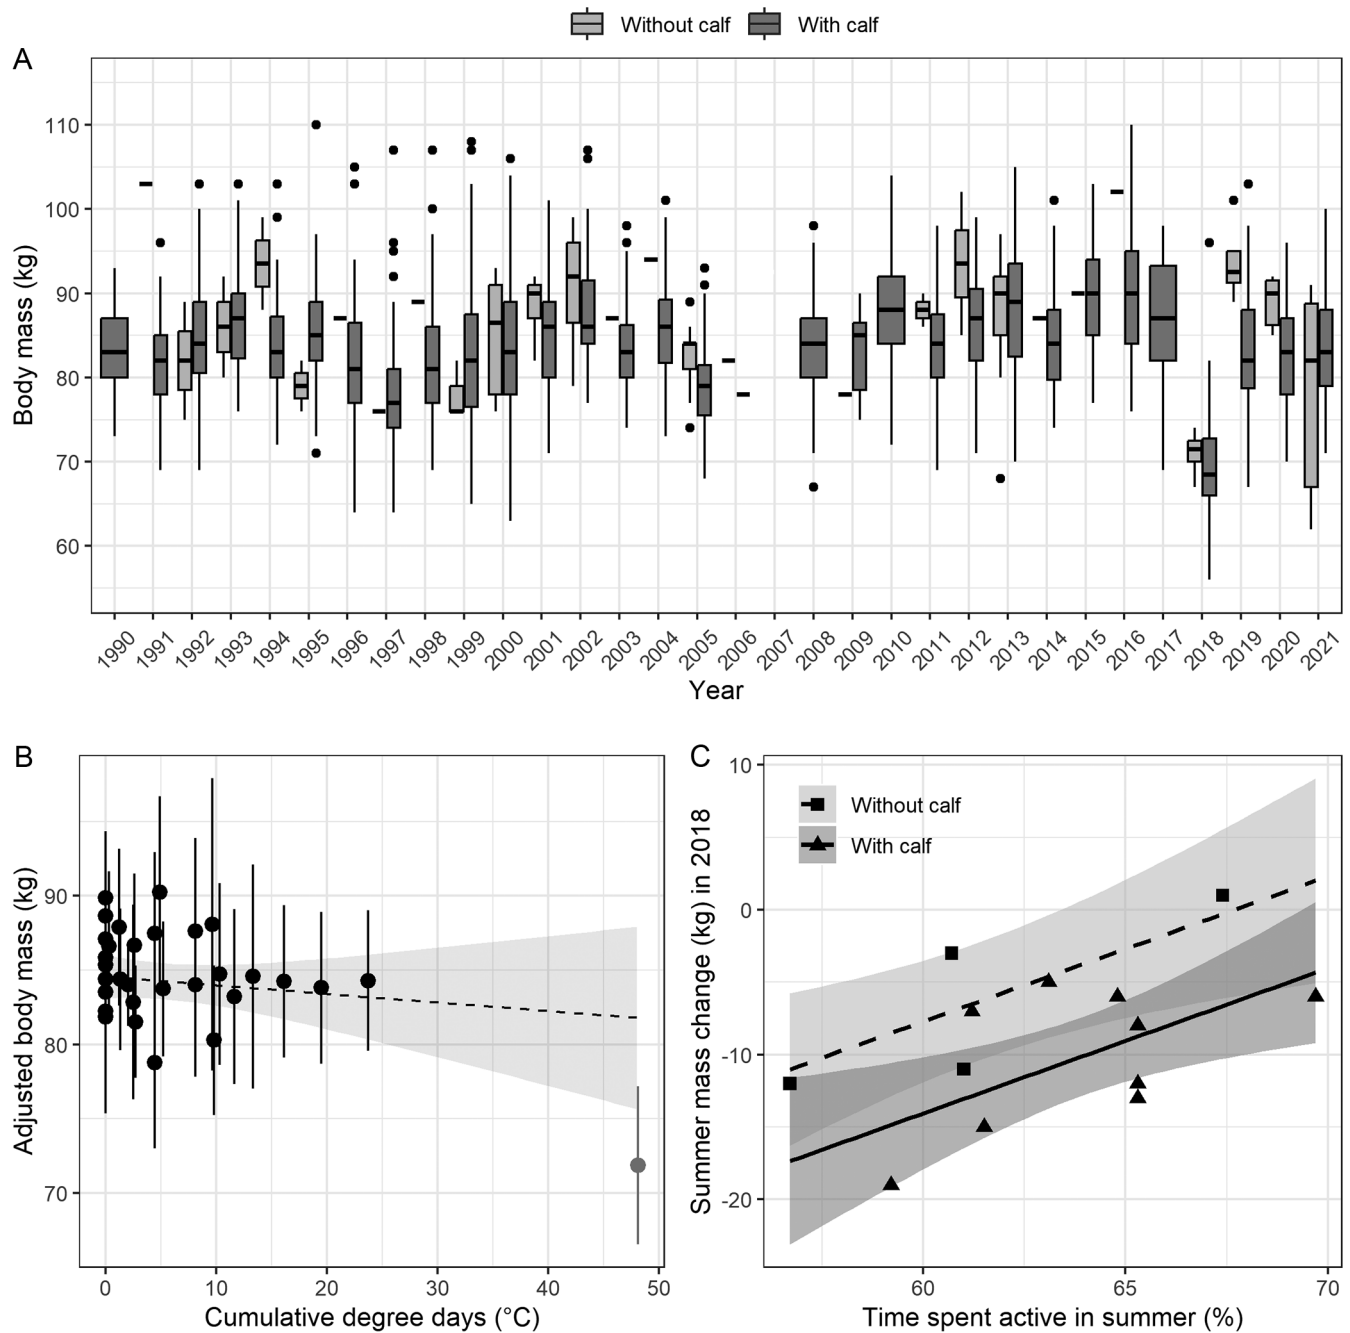 Without calf With calf
A
Body mass (kg)
110
100
90
80
70
60
1990 1991 1992 1993 1994 1995 1996 1997 1998 1999 2000 2001 2002 2003 2004 2005 2006 2007 2008 2009 2010 2011 2012 2013 2014 2015 2016 2017 2018 2019 2020 2021
Year
B
Adjusted body mass (kg)
90
80
70
0 10 20 30 40 50
Cumulative degree days (°C)
C
Summer mass change (kg) in 2018
10
0
-10
-20
Without calf
With calf
60 65 70
Time spent active in summer (%)